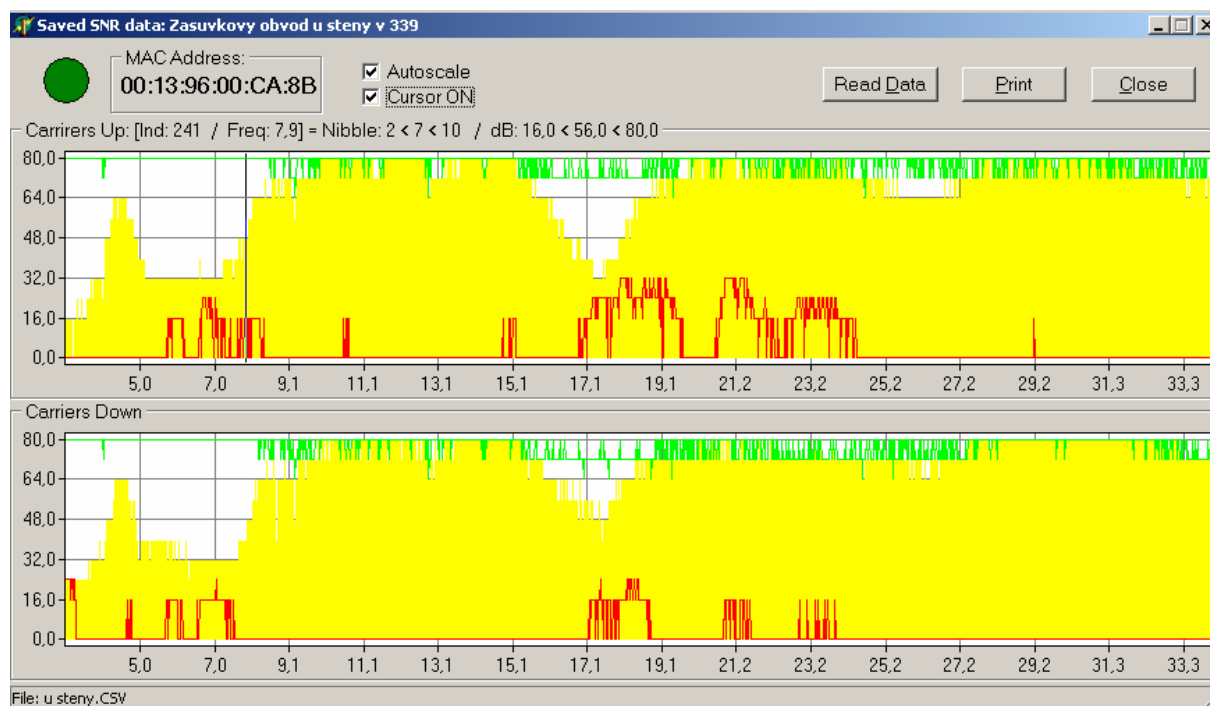 Saved SNR data: Zasuvkovy obvod u steny v 339
MAC Address:
00:13:96:00:CA:8B
Autoscale
Cursor ON
Read Data
Print
Close
Carrirers Up: [Ind: 241 / Freq: 7,9] = Nibble: 2 < 7 < 10 / dB: 16,0 < 56,0 < 80,0
80,0
64,0
48,0
32,0
16,0
0,0
5,0 7,0 9,1 11,1 13,1 15,1 17,1 19,1 21,2 23,2 25,2 27,2 29,2 31,3 33,3
Carriers Down
80,0
64,0
48,0
32,0
16,0
0,0
5,0 7,0 9,1 11,1 13,1 15,1 17,1 19,1 21,2 23,2 25,2 27,2 29,2 31,3 33,3
File: u steny.CSV